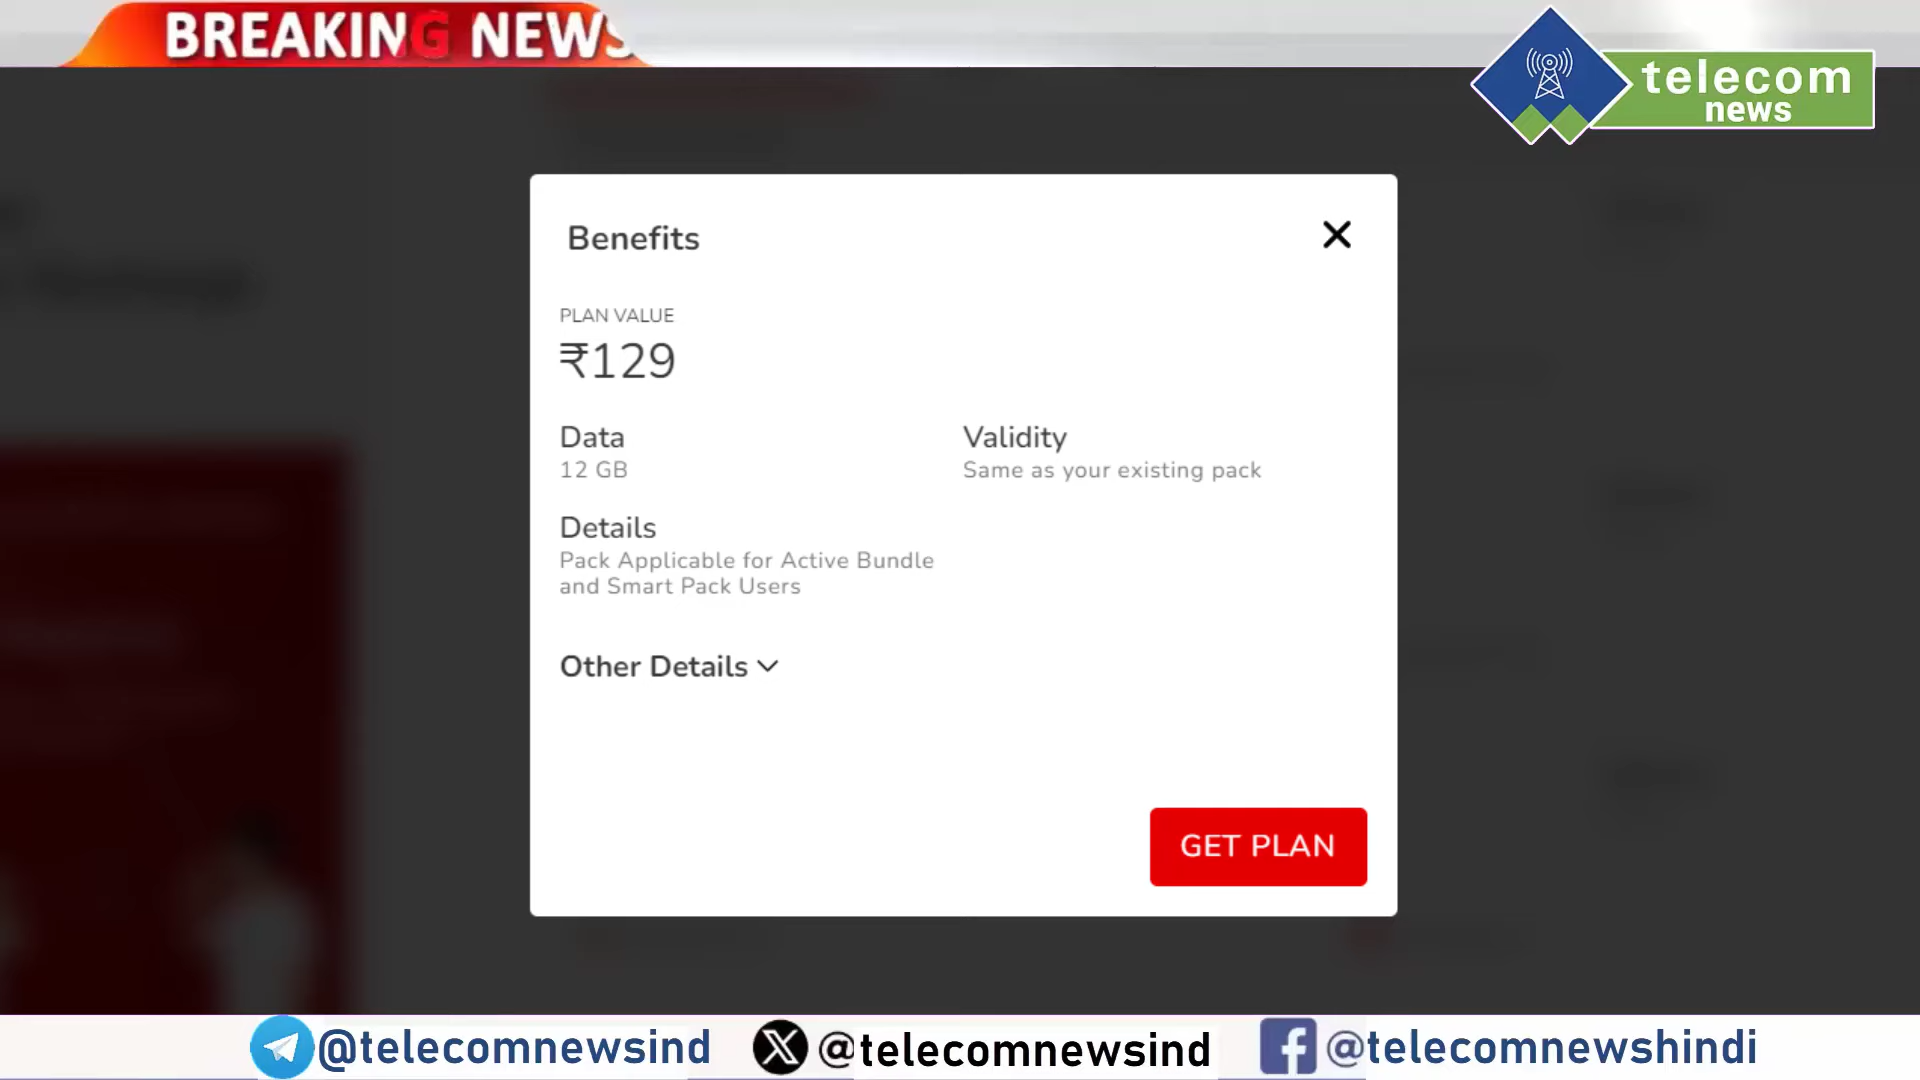 BREAKING NEWS
telecom
news
Benefits
PLAN VALUE
₹129
Data
12 GB
Validity
Same as your existing pack
Details
Pack Applicable for Active Bundle
and Smart Pack Users
Other Details
GET PLAN
@telecomnewsind
@telecomnewsind
@telecomnewshindi